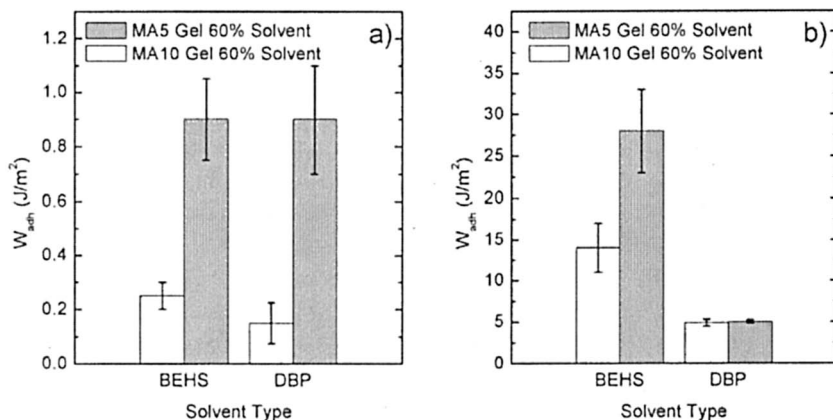 MA5 Gel 60% Solvent
MA10 Gel 60% Solvent
a)
1.2
1.0
0.8
0.6
0.4
0.2
0.0
W_adh (J/m²)
BEHS
DBP
Solvent Type
MA5 Gel 60% Solvent
MA10 Gel 60% Solvent
b)
40
35
30
25
20
15
10
5
0
W_adh (J/m²)
BEHS
DBP
Solvent Type